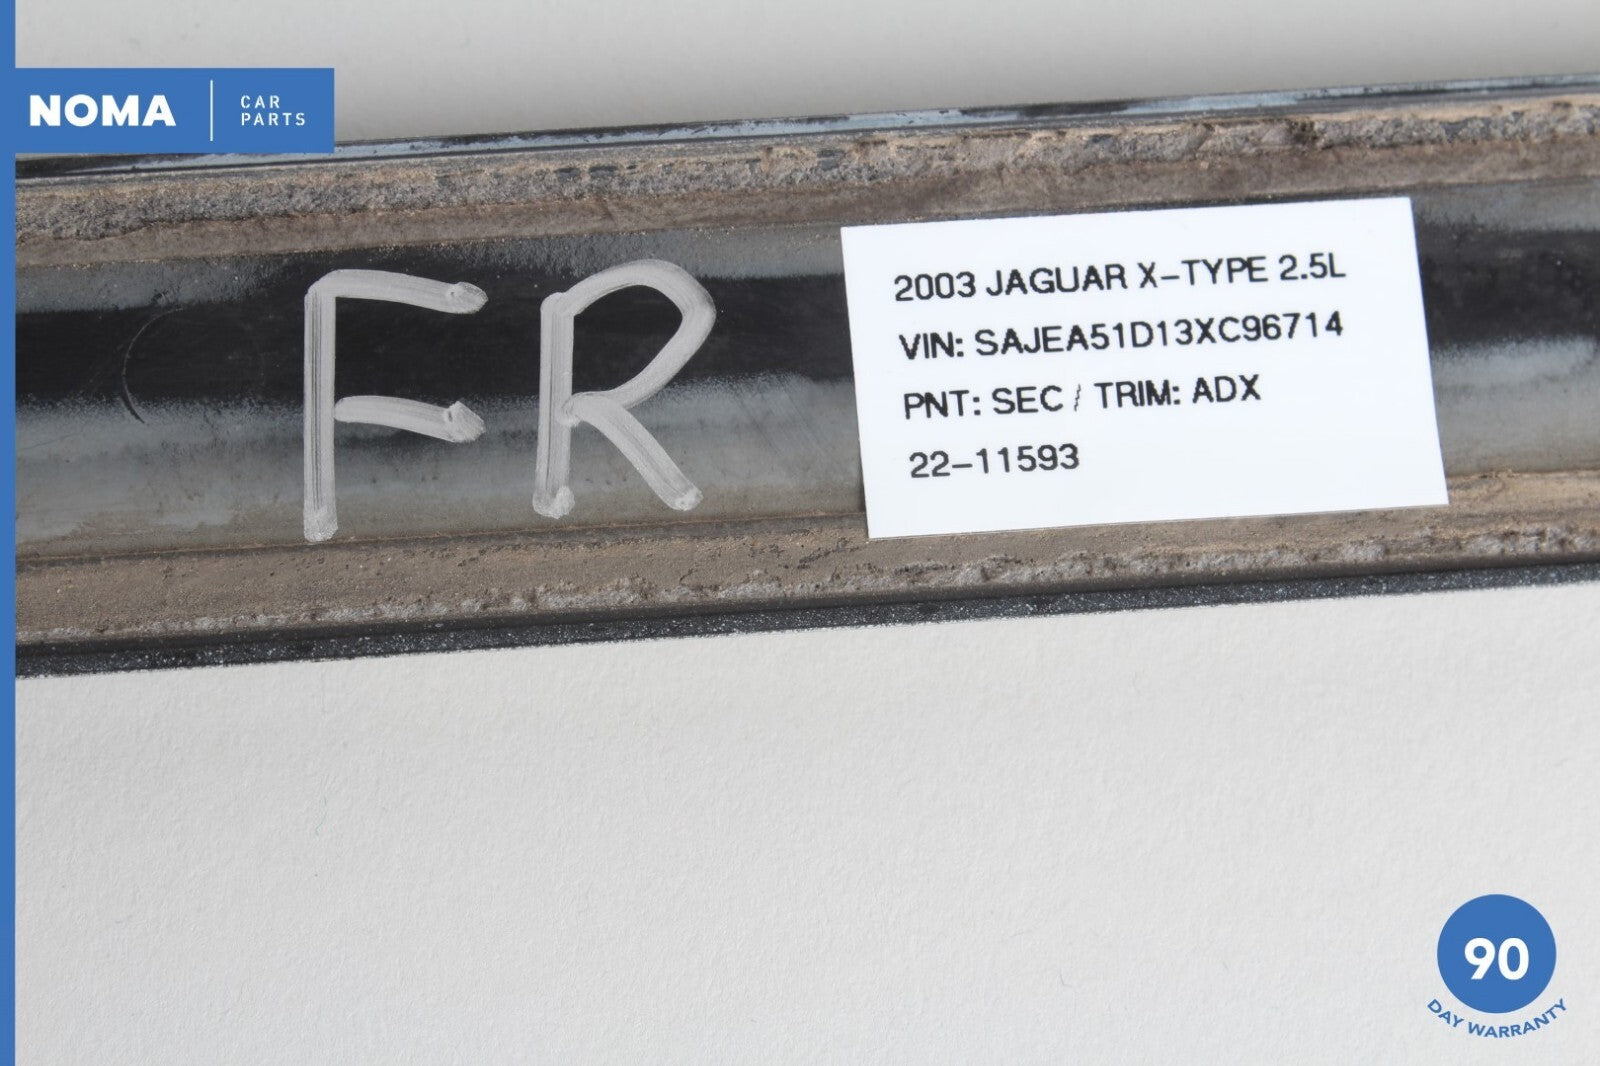 NOMA
CAR
PARTS
FR
2003 JAGUAR X-TYPE 2.5L
VIN: SAJEA51D13XC96714
PNT: SEC / TRIM: ADX
22-11593
90
DAY WARRANTY